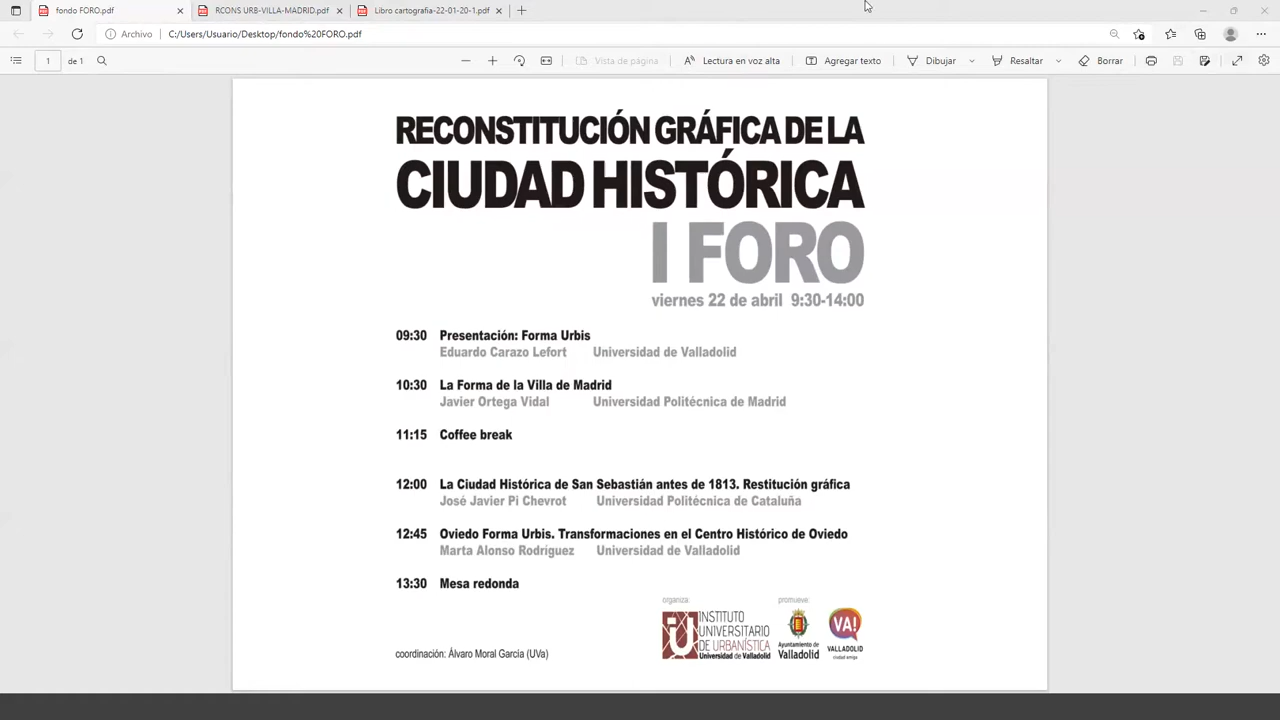 fondo FORO.pdf
RCONS URB-VILLA-MADRID.pdf
Libro cartografia-22-01-20-1.pdf
Archivo
C:/Users/Usuario/Desktop/fondo%20FORO.pdf
1 de 1
Vista de página
Lectura en voz alta
Agregar texto
Dibujar
Resaltar
Borrar
RECONSTITUCIÓN GRÁFICA DE LA
CIUDAD HISTÓRICA
I FORO
viernes 22 de abril 9:30-14:00
09:30 Presentación: Forma Urbis
Eduardo Carazo Lefort Universidad de Valladolid
10:30 La Forma de la Villa de Madrid
Javier Ortega Vidal Universidad Politécnica de Madrid
11:15 Coffee break
12:00 La Ciudad Histórica de San Sebastián antes de 1813. Restitución gráfica
José Javier Pi Chevrot Universidad Politécnica de Cataluña
12:45 Oviedo Forma Urbis. Transformaciones en el Centro Histórico de Oviedo
Marta Alonso Rodríguez Universidad de Valladolid
13:30 Mesa redonda
organiza:
promueve:
INSTITUTO
UNIVERSITARIO
DE URBANÍSTICA
Universidad de Valladolid
Ayuntamiento de
Valladolid
VA!
VALLADOLID
ciudad amiga
coordinación: Álvaro Moral García (UVa)